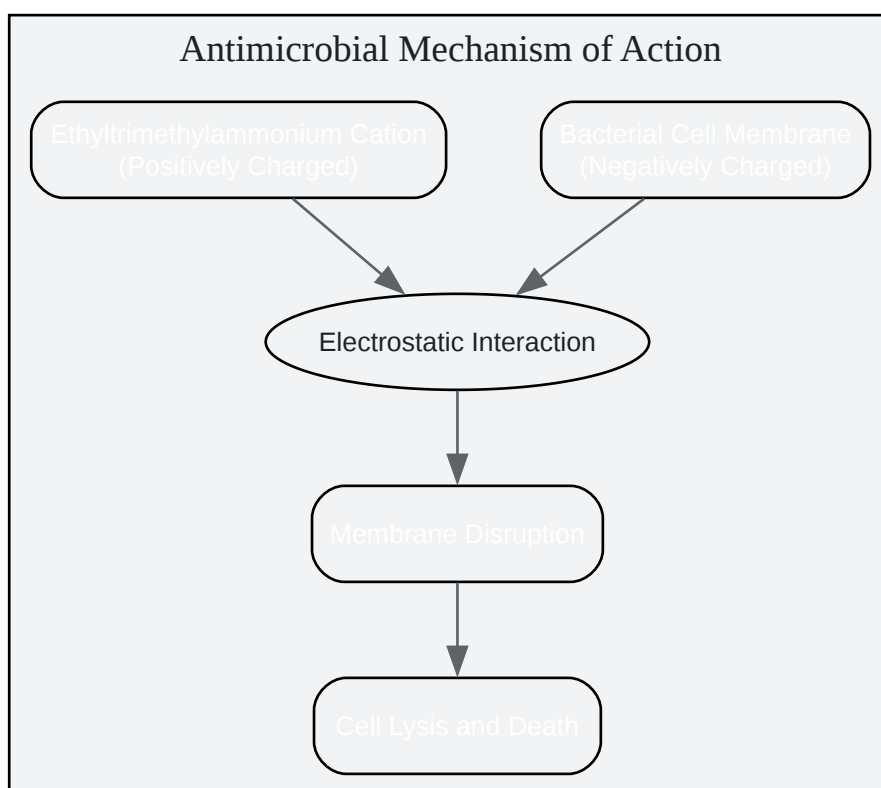 Antimicrobial Mechanism of Action
Ethyltrimethylammonium Cation
(Positively Charged)
Bacterial Cell Membrane
(Negatively Charged)
Electrostatic Interaction
Membrane Disruption
Cell Lysis and Death